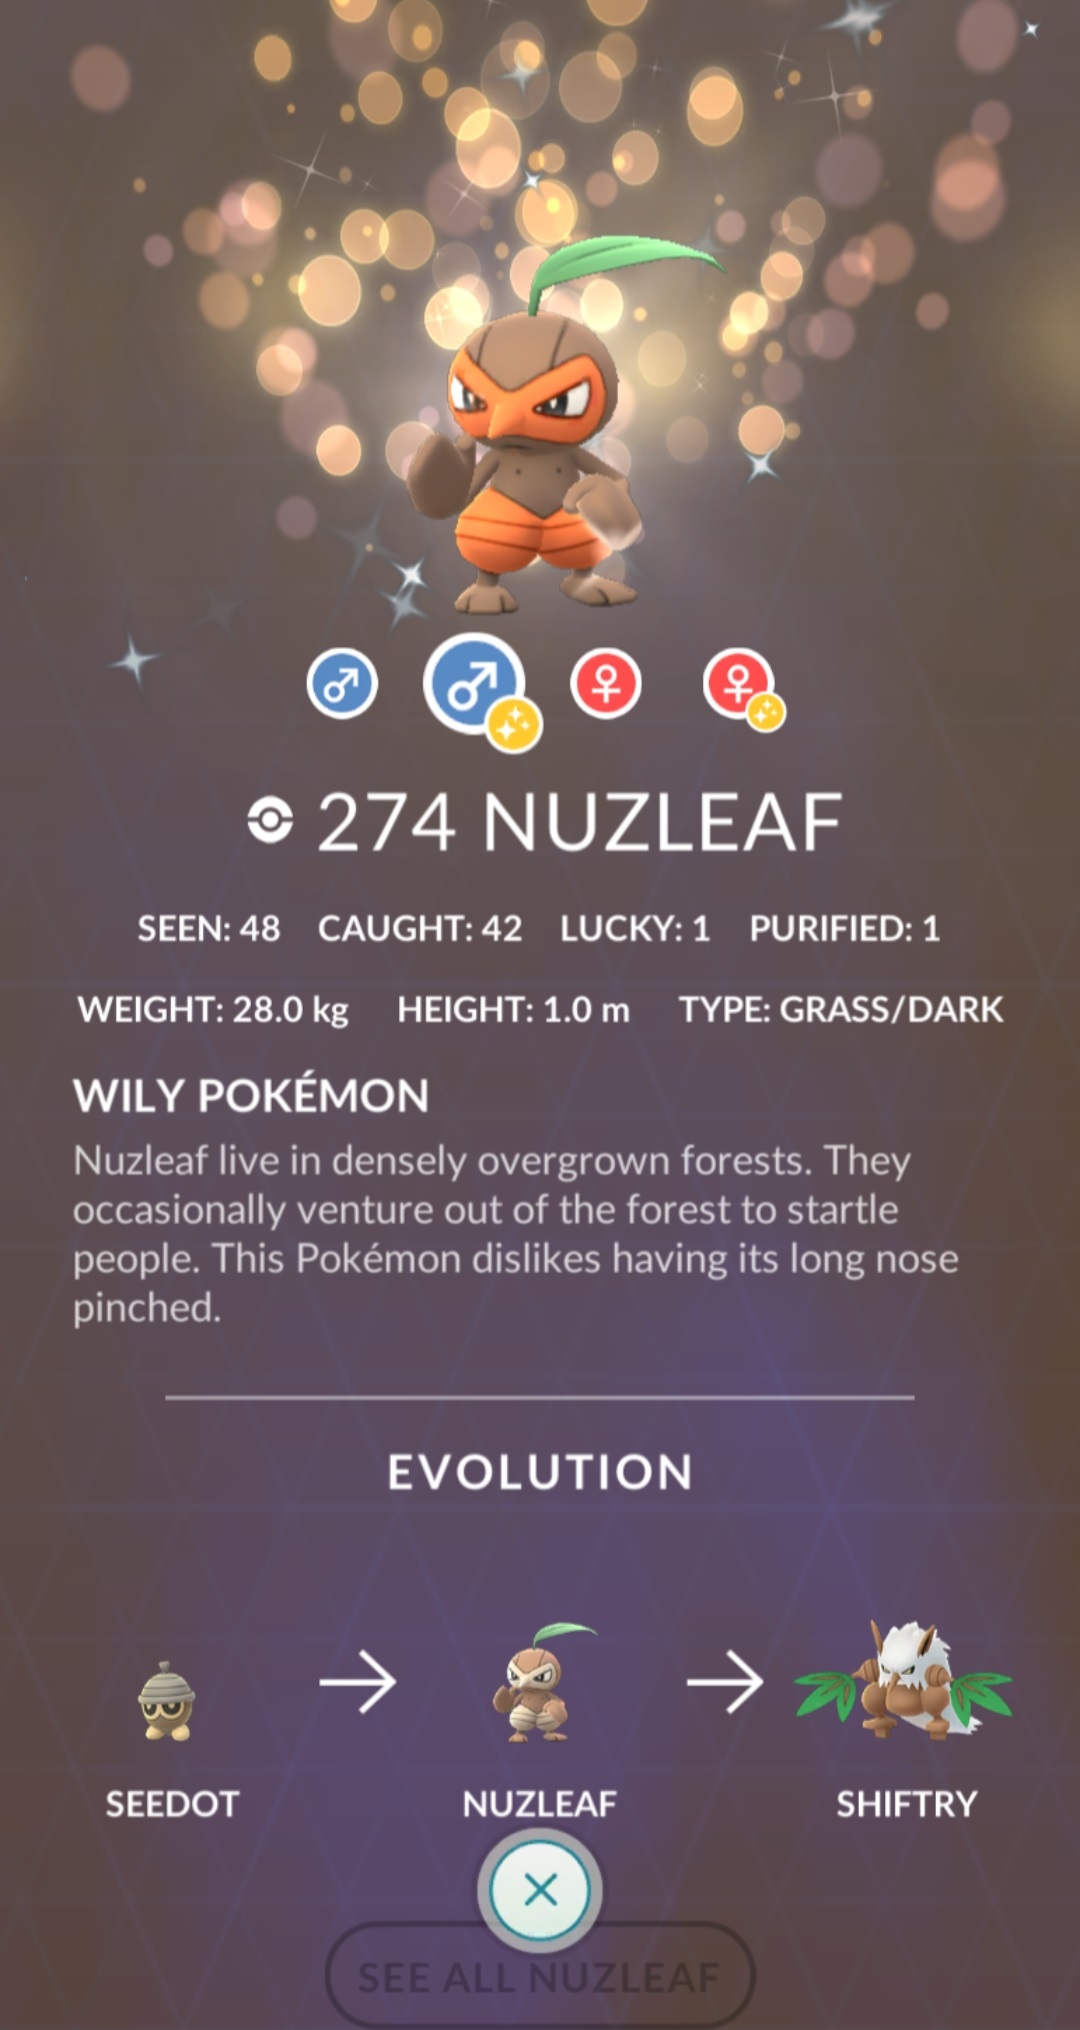 274 NUZLEAF
SEEN: 48 CAUGHT: 42 LUCKY: 1 PURIFIED: 1
WEIGHT: 28.0 kg HEIGHT: 1.0 m TYPE: GRASS/DARK
WILY POKÉMON
Nuzleaf live in densely overgrown forests. They
occasionally venture out of the forest to startle
people. This Pokémon dislikes having its long nose
pinched.
EVOLUTION
SEEDOT NUZLEAF SHIFTRY
SEE ALL NUZLEAF